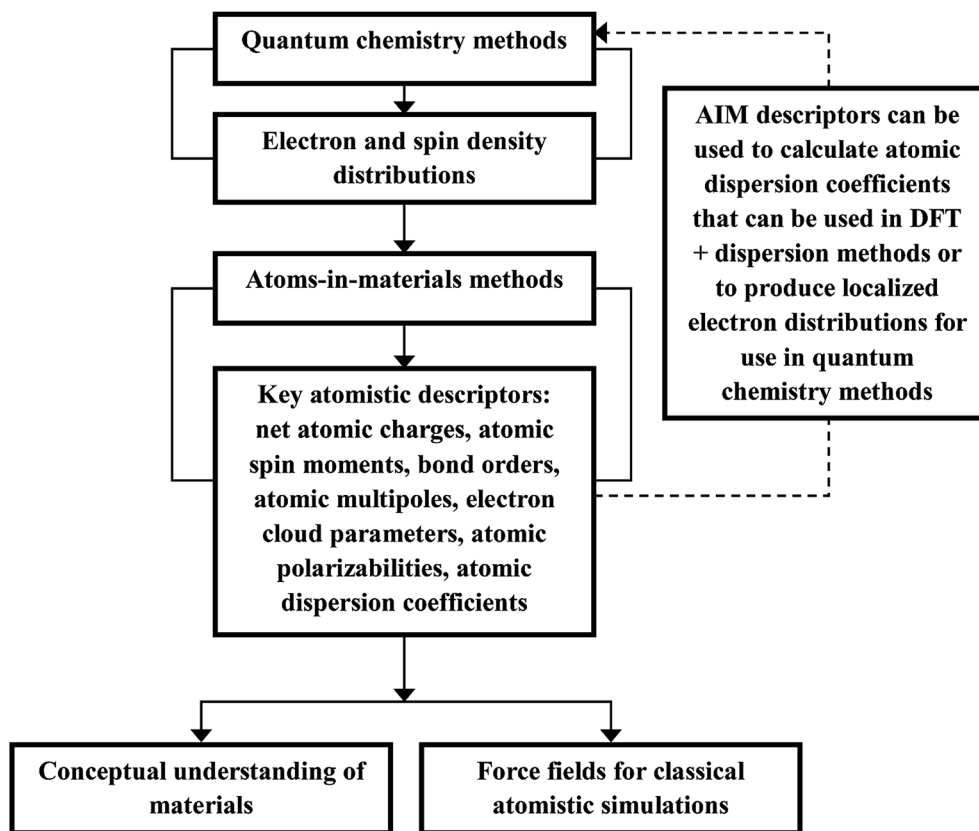 Quantum chemistry methods
Electron and spin density
distributions
Atoms-in-materials methods
Key atomistic descriptors:
net atomic charges, atomic
spin moments, bond orders,
atomic multipoles, electron
cloud parameters, atomic
polarizabilities, atomic
dispersion coefficients
AIM descriptors can be
used to calculate atomic
dispersion coefficients
that can be used in DFT
+ dispersion methods or
to produce localized
electron distributions for
use in quantum
chemistry methods
Conceptual understanding of
materials
Force fields for classical
atomistic simulations